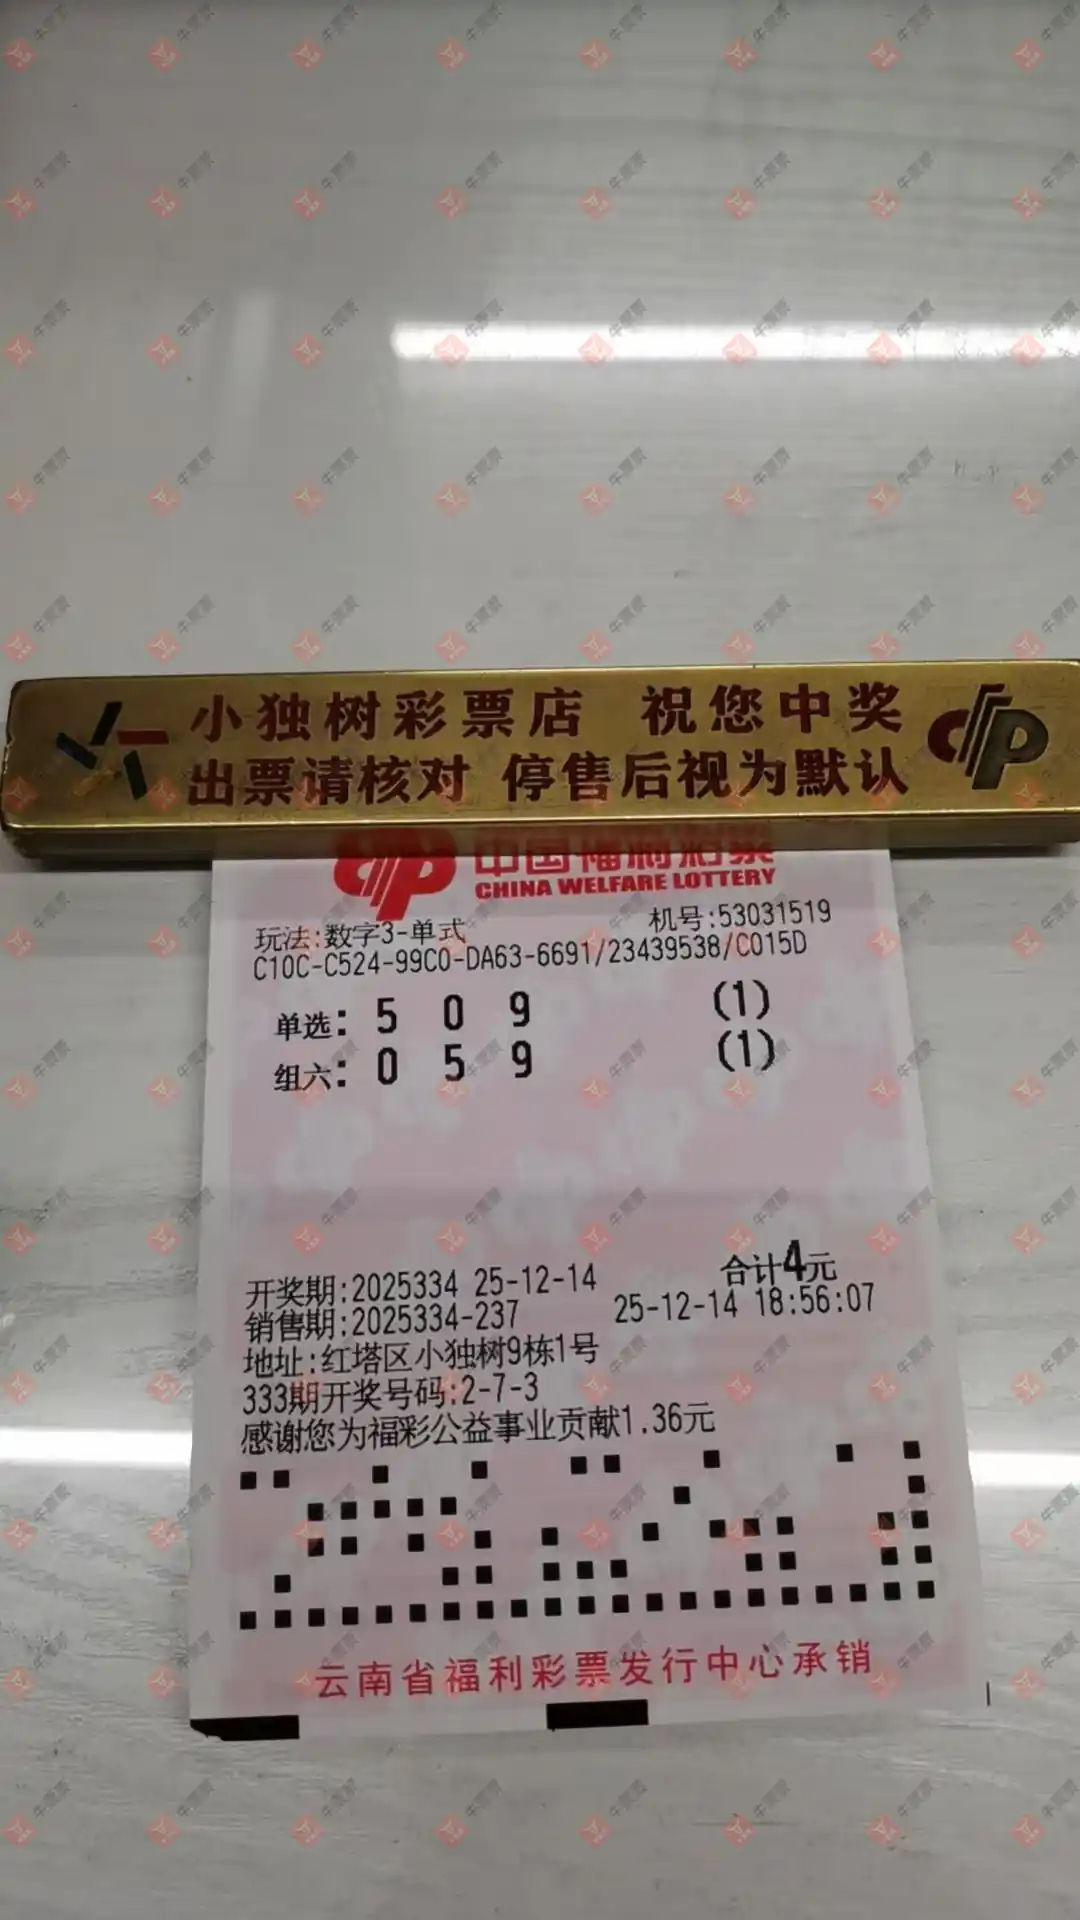 小独树彩票店 祝您中奖
出票请核对 停售后视为默认
中国福利彩票
CHINA WELFARE LOTTERY
玩法:数字3-单式 机号:53031519
C10C-C524-99C0-DA63-6691/23439538/C015D
单选: 5 0 9 (1)
组六: 0 5 9 (1)
合计4元
开奖期:2025334 25-12-14
销售期:2025334-237 25-12-14 18:56:07
地址:红塔区小独树9栋1号
333期开奖号码:2-7-3
感谢您为福彩公益事业贡献1.36元
云南省福利彩票发行中心承销